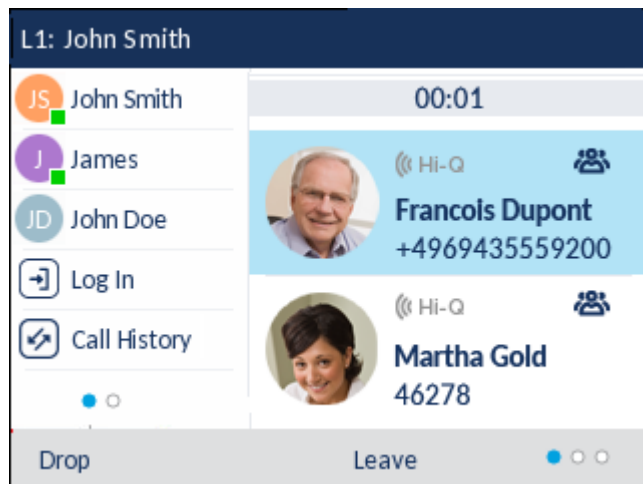 L1: John Smith
JS John Smith
J James
JD John Doe
Log In
Call History
00:01
Hi-Q
Francois Dupont
+4969435559200
Hi-Q
Martha Gold
46278
Drop
Leave